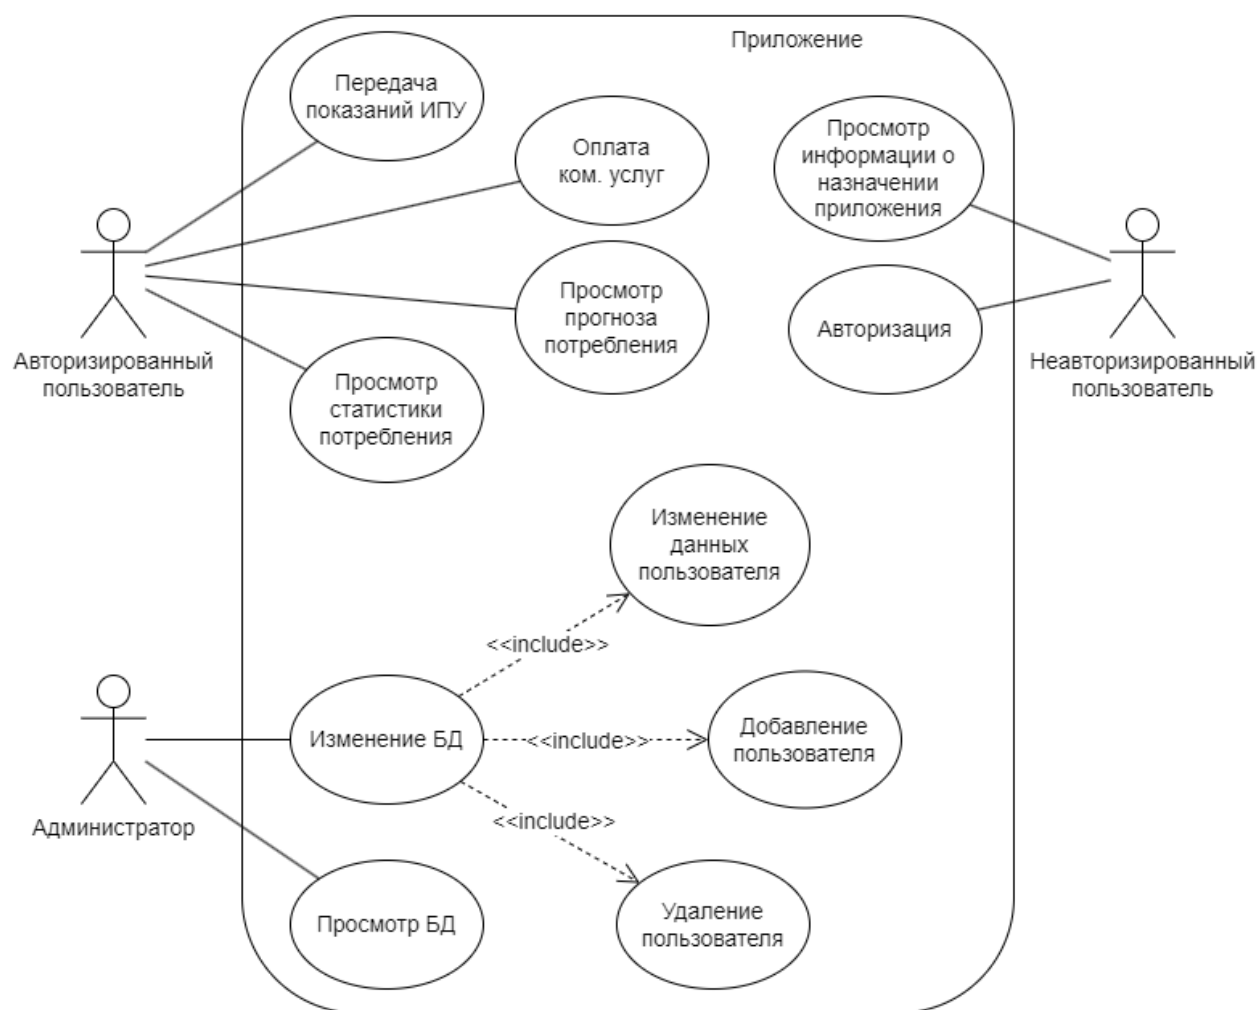 Приложение
Передача
показаний ИПУ
Оплата
ком. услуг
Просмотр
информации о
назначении
приложения
Просмотр
прогноза
потребления
Авторизация
Авторизированный
пользователь
Неавторизированный
пользователь
Просмотр
статистики
потребления
Изменение
данных
пользователя
<<include>>
Изменение БД
<<include>>
Добавление
пользователя
<<include>>
Администратор
Просмотр БД
Удаление
пользователя